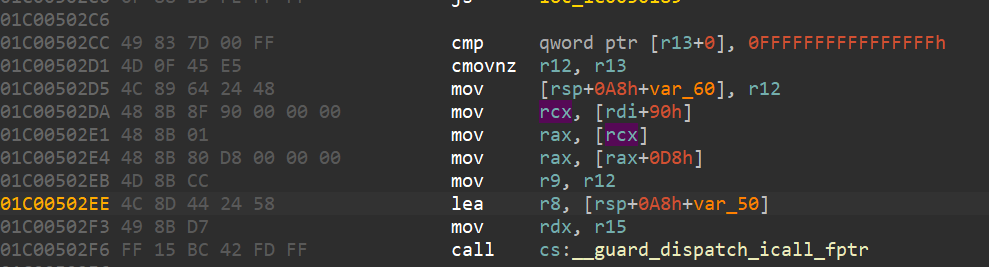 01C00502C6
01C00502CC 49 83 7D 00 FF cmp qword ptr [r13+0], 0FFFFFFFFFFFFFFFFh
01C00502D1 4D 0F 45 E5 cmovnz r12, r13
01C00502D5 4C 89 64 24 48 mov [rsp+0A8h+var_60], r12
01C00502DA 48 8B 8F 90 00 00 00 mov rcx, [rdi+90h]
01C00502E1 48 8B 01 mov rax, [rcx]
01C00502E4 48 8B 80 D8 00 00 00 mov rax, [rax+0D8h]
01C00502EB 4D 8B CC mov r9, r12
01C00502EE 4C 8D 44 24 58 lea r8, [rsp+0A8h+var_50]
01C00502F3 49 8B D7 mov rdx, r15
01C00502F6 FF 15 BC 42 FD FF call cs:__guard_dispatch_icall_fptr